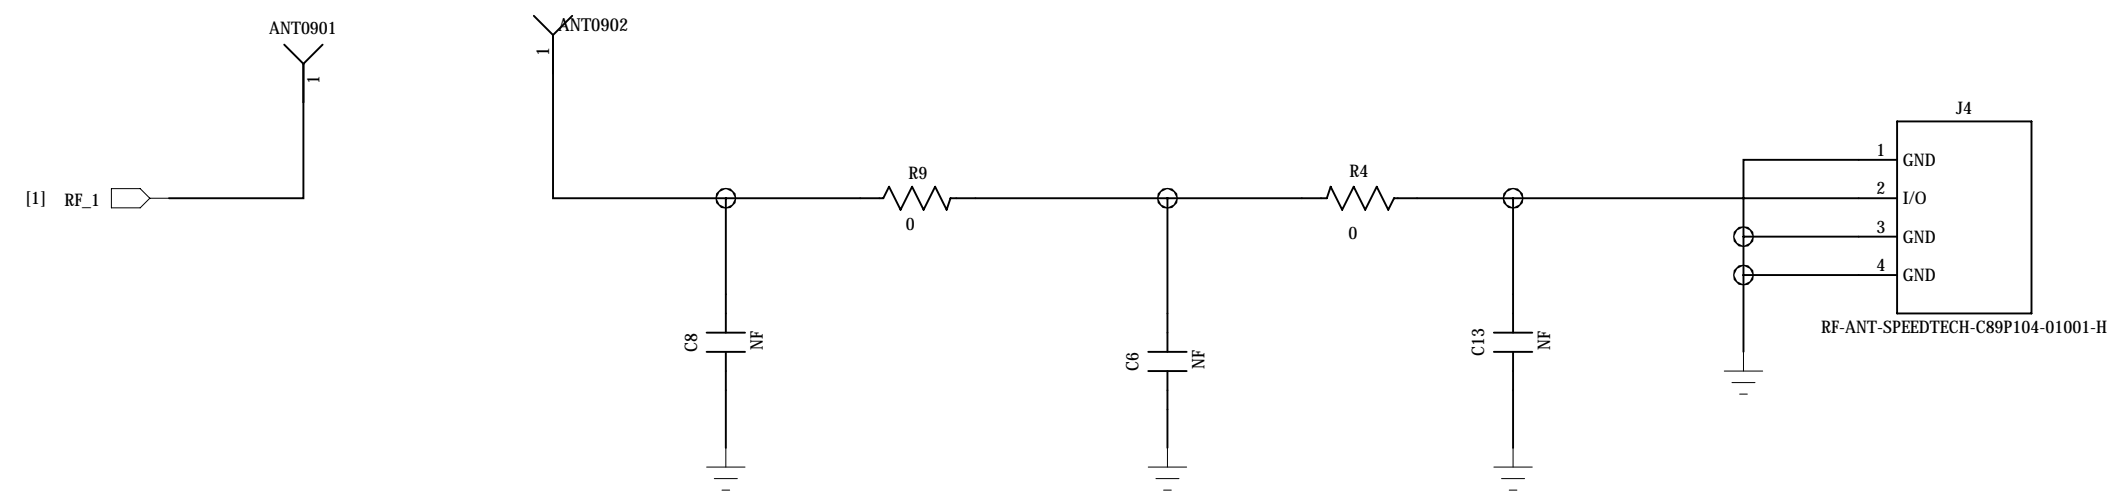 ANT0901
1
ANT0902
1
[1] RF_1
R9
0
R4
0
C8
NF
C6
NF
C13
NF
J4
1 GND
2 I/O
3 GND
4 GND
RF-ANT-SPEEDTECH-C89P104-01001-H